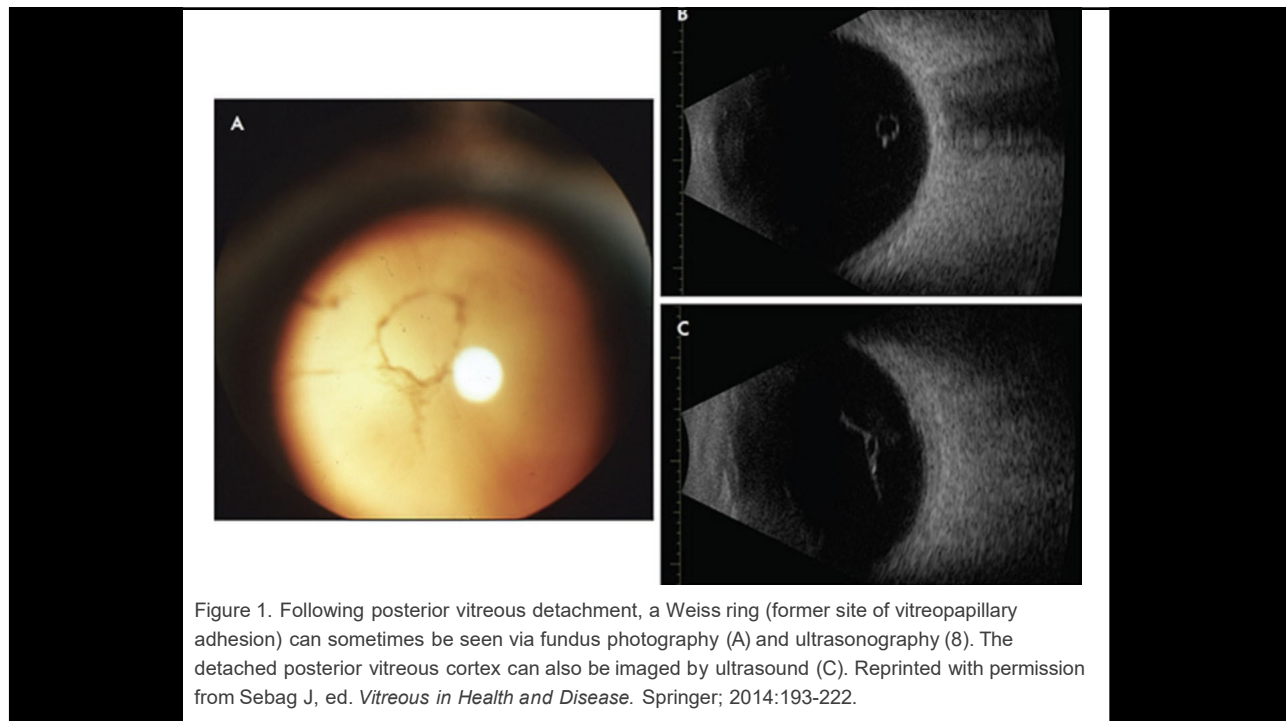 A
B
C
Figure 1. Following posterior vitreous detachment, a Weiss ring (former site of vitreopapillary
adhesion) can sometimes be seen via fundus photography (A) and ultrasonography (8). The
detached posterior vitreous cortex can also be imaged by ultrasound (C). Reprinted with permission
from Sebag J, ed. Vitreous in Health and Disease. Springer; 2014:193-222.